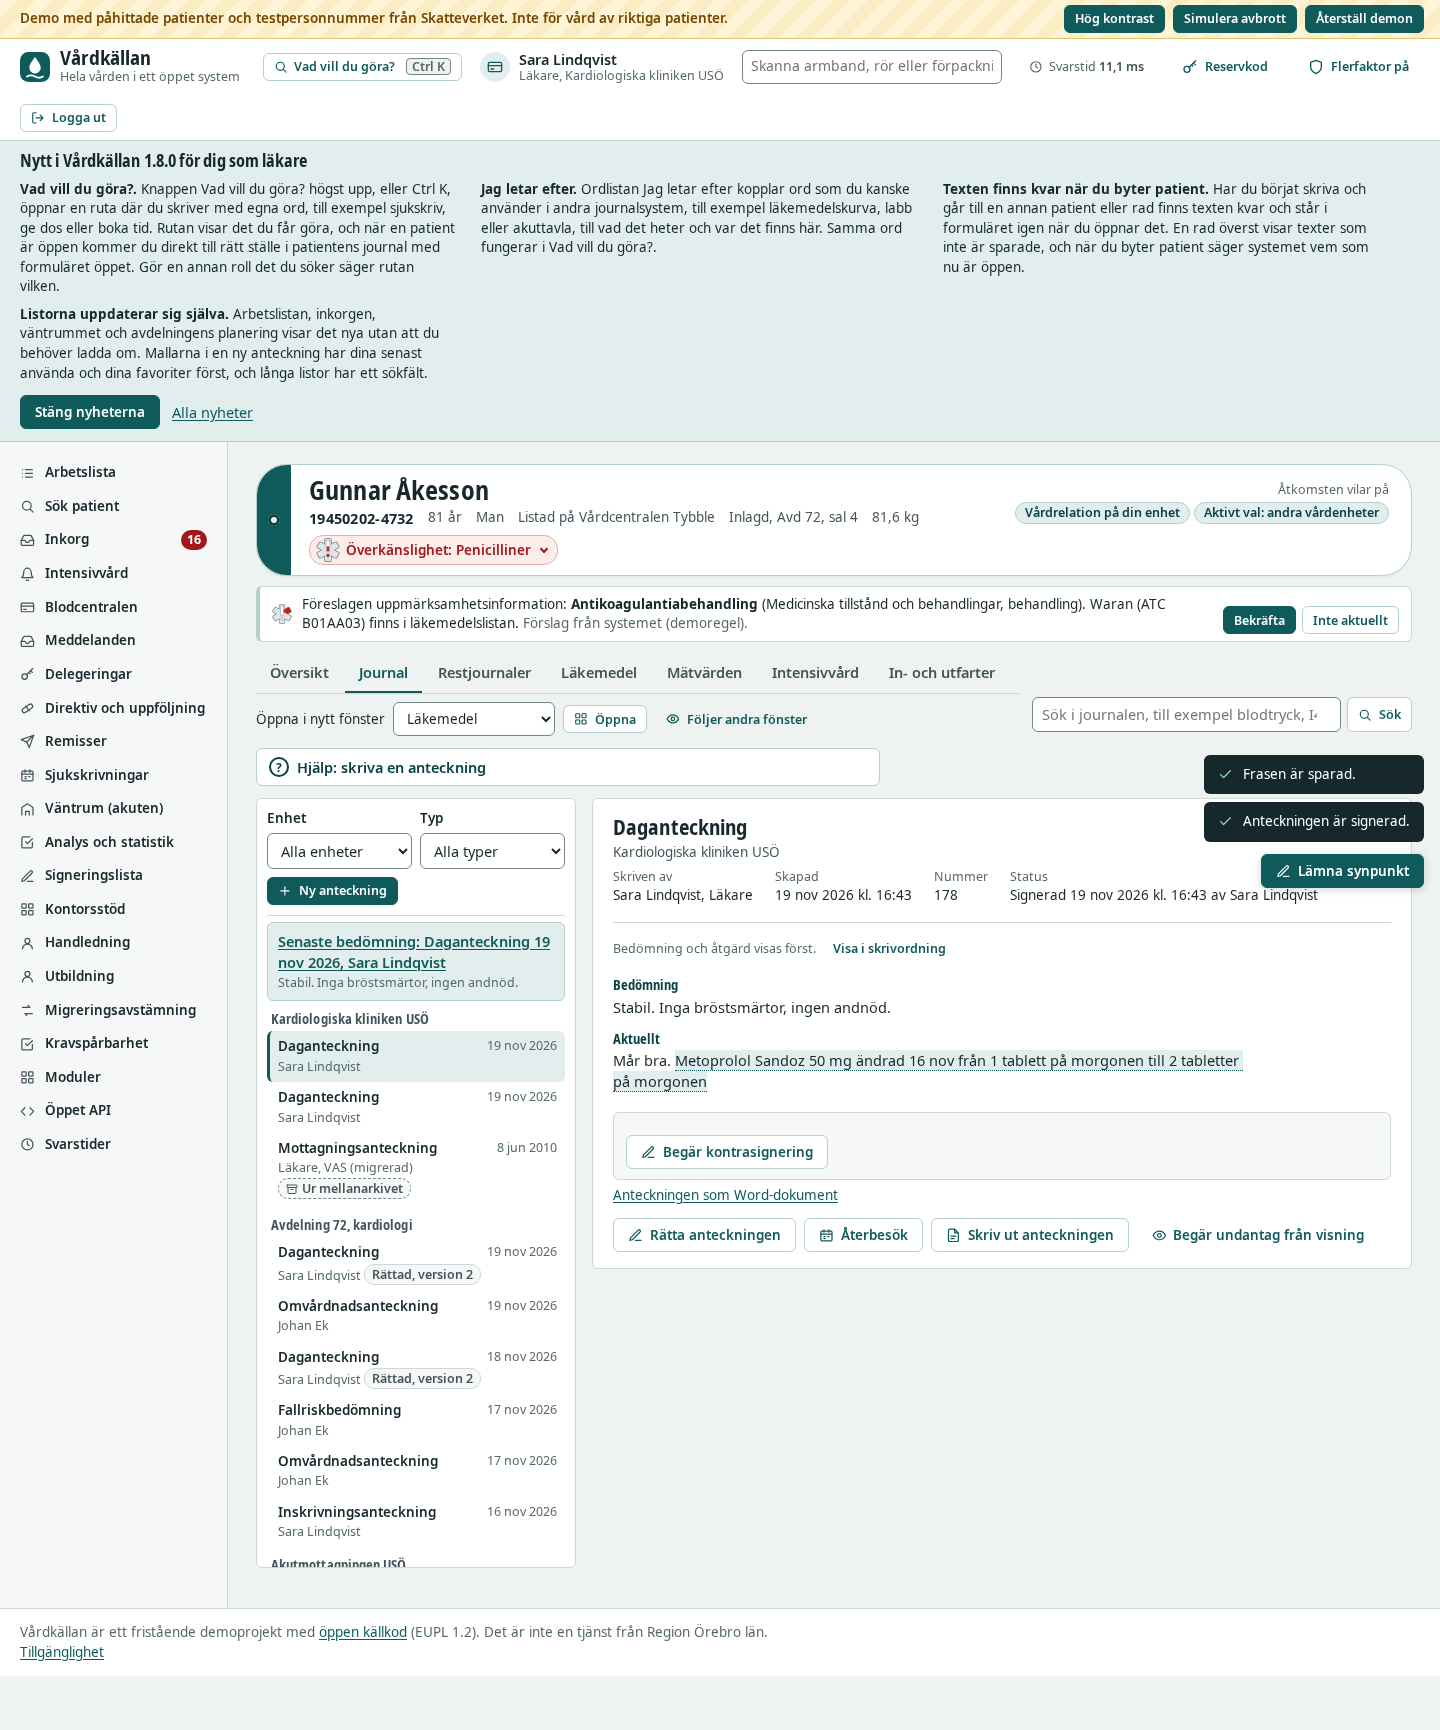 Demo med påhittade patienter och testpersonnummer från Skatteverket. Inte för vård av riktiga patienter.
Hög kontrast
Simulera avbrott
Återställ demon
Vårdkällan
Hela vården i ett öppet system
Vad vill du göra? Ctrl K
Sara Lindqvist
Läkare, Kardiologiska kliniken USÖ
Skanna armband, rör eller förpackni
Svarstid 11,1 ms
Reservkod
Flerfaktor på
Logga ut
Nytt i Vårdkällan 1.8.0 för dig som läkare
Vad vill du göra?. Knappen Vad vill du göra? högst upp, eller Ctrl K,
öppnar en ruta där du skriver med egna ord, till exempel sjukskriv,
ge dos eller boka tid. Rutan visar det du får göra, och när en patient
är öppen kommer du direkt till rätt ställe i patientens journal med
formuläret öppet. Gör en annan roll det du söker säger rutan
vilken.
Jag letar efter. Ordlistan Jag letar efter kopplar ord som du kanske
använder i andra journalsystem, till exempel läkemedelskurva, labb
eller akuttavla, till vad det heter och var det finns här. Samma ord
fungerar i Vad vill du göra?.
Texten finns kvar när du byter patient. Har du börjat skriva och
går till en annan patient eller rad finns texten kvar och står i
formuläret igen när du öppnar det. En rad överst visar texter som
inte är sparade, och när du byter patient säger systemet vem som
nu är öppen.
Listorna uppdaterar sig själva. Arbetslistan, inkorgen,
väntrummet och avdelningens planering visar det nya utan att du
behöver ladda om. Mallarna i en ny anteckning har dina senast
använda och dina favoriter först, och långa listor har ett sökfält.
Stäng nyheterna
Alla nyheter
Arbetslista
Sök patient
Inkorg 16
Intensivvård
Blodcentralen
Meddelanden
Delegeringar
Direktiv och uppföljning
Remisser
Sjukskrivningar
Väntrum (akuten)
Analys och statistik
Signeringslista
Kontorsstöd
Handledning
Utbildning
Migreringsavstämning
Kravspårbarhet
Moduler
Öppet API
Svarstider
Gunnar Åkesson
19450202-4732 81 år Man Listad på Vårdcentralen Tybble Inlagd, Avd 72, sal 4 81,6 kg
Överkänslighet: Penicilliner
Åtkomsten vilar på
Vårdrelation på din enhet
Aktivt val: andra vårdenheter
Föreslagen uppmärksamhetsinformation: Antikoagulantiabehandling (Medicinska tillstånd och behandlingar, behandling). Waran (ATC
B01AA03) finns i läkemedelslistan. Förslag från systemet (demoregel).
Bekräfta
Inte aktuellt
Översikt
Journal
Restjournaler
Läkemedel
Mätvärden
Intensivvård
In- och utfarter
Öppna i nytt fönster
Läkemedel
Öppna
Följer andra fönster
Sök i journalen, till exempel blodtryck, I4
Sök
Hjälp: skriva en anteckning
Frasen är sparad.
Anteckningen är signerad.
Lämna synpunkt
Enhet
Typ
Alla enheter
Alla typer
Ny anteckning
Senaste bedömning: Daganteckning 19
nov 2026, Sara Lindqvist
Stabil. Inga bröstsmärtor, ingen andnöd.
Kardiologiska kliniken USÖ
Daganteckning 19 nov 2026
Sara Lindqvist
Daganteckning 19 nov 2026
Sara Lindqvist
Mottagningsanteckning 8 jun 2010
Läkare, VAS (migrerad)
Ur mellanarkivet
Avdelning 72, kardiologi
Daganteckning 19 nov 2026
Sara Lindqvist Rättad, version 2
Omvårdnadsanteckning 19 nov 2026
Johan Ek
Daganteckning 18 nov 2026
Sara Lindqvist Rättad, version 2
Fallriskbedömning 17 nov 2026
Johan Ek
Omvårdnadsanteckning 17 nov 2026
Johan Ek
Inskrivningsanteckning 16 nov 2026
Sara Lindqvist
Akutmottagningen USÖ
Daganteckning
Kardiologiska kliniken USÖ
Skriven av
Sara Lindqvist, Läkare
Skapad
19 nov 2026 kl. 16:43
Nummer
178
Status
Signerad 19 nov 2026 kl. 16:43 av Sara Lindqvist
Bedömning och åtgärd visas först. Visa i skrivordning
Bedömning
Stabil. Inga bröstsmärtor, ingen andnöd.
Aktuellt
Mår bra. Metoprolol Sandoz 50 mg ändrad 16 nov från 1 tablett på morgonen till 2 tabletter
på morgonen
Begär kontrasignering
Anteckningen som Word-dokument
Rätta anteckningen
Återbesök
Skriv ut anteckningen
Begär undantag från visning
Vårdkällan är ett fristående demoprojekt med öppen källkod (EUPL 1.2). Det är inte en tjänst från Region Örebro län.
Tillgänglighet